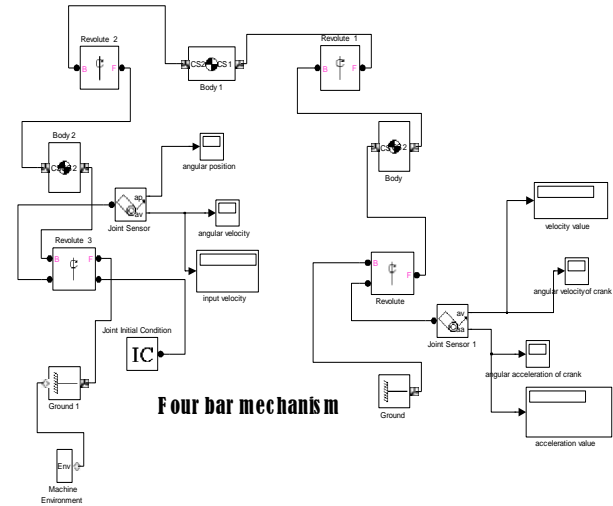 Revolute 2
B
F
CS2
CS1
Body 1
Revolute 1
B
F
Body 2
CS
2
angular position
Body
CS
2
ap
av
Joint Sensor
angular velocity
input velocity
Revolute 3
B
F
Joint Initial Condition
IC
B
F
Revolute
velocity value
angular velocity of crank
av
aa
Joint Sensor 1
angular acceleration of crank
acceleration value
Ground 1
Ground
Four bar mechanism
Env
Machine
Environment